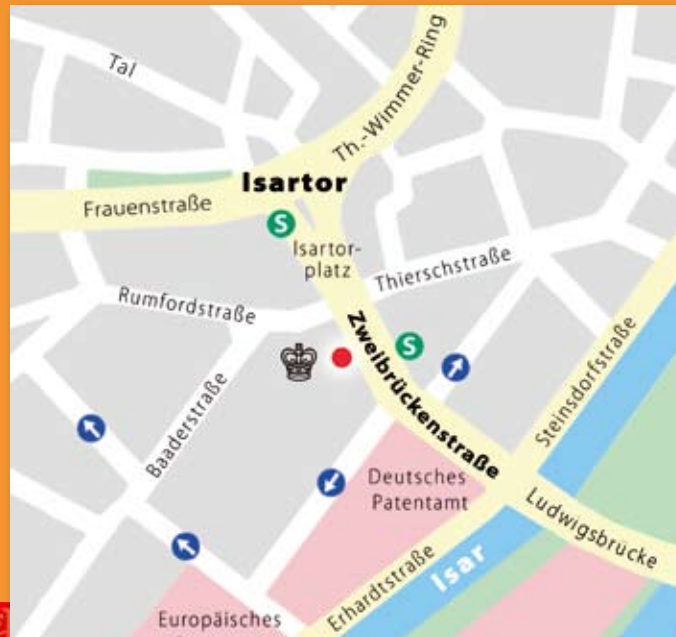 Tal
Th.-Wimmer-Ring
Isartor
Frauenstraße
S
Isartor-
platz
Thierschstraße
Rumfordstraße
Zweibrückenstraße
S
Steinsdorfstraße
Baaderstraße
Deutsches
Patentamt
Ludwigsbrücke
Isar
Erhardtstraße
Europäisches